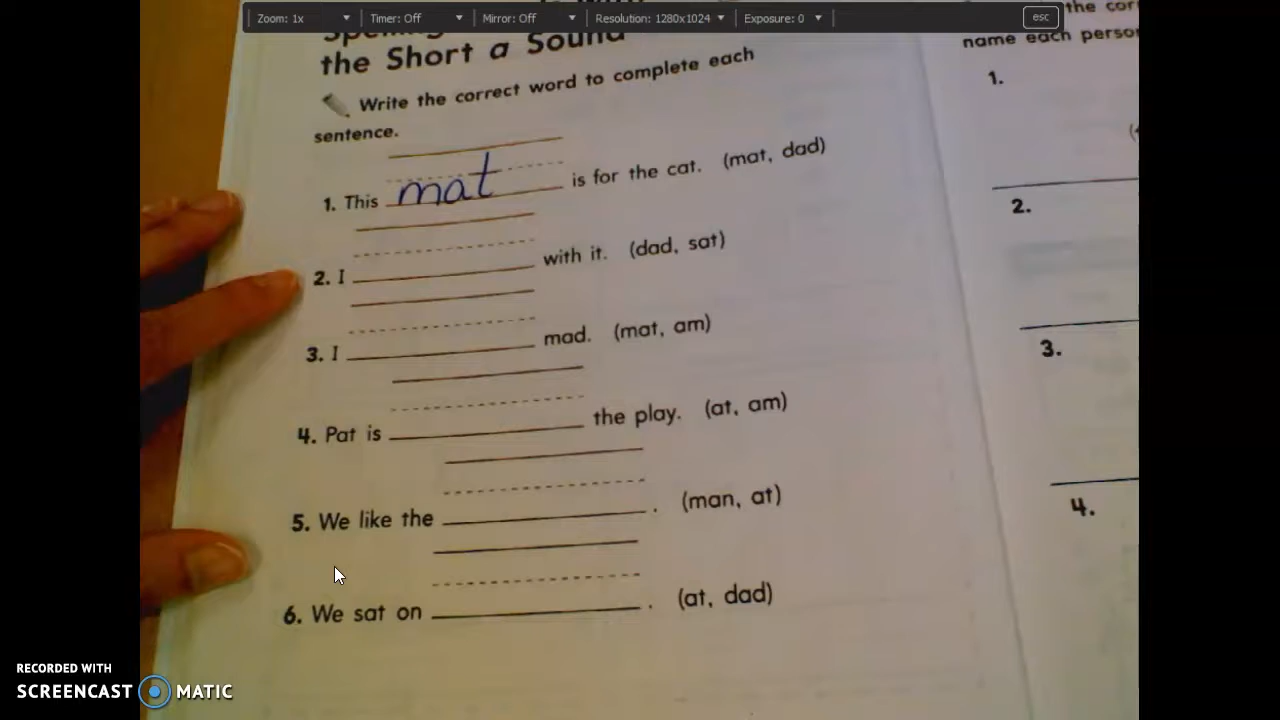 Zoom: 1x Timer: Off Mirror: Off Resolution: 1280x1024 Exposure: 0 esc
the Short a Sound
Write the correct word to complete each
sentence.
1. This mat is for the cat. (mat, dad)
2. I with it. (dad, sat)
3. I mad. (mat, am)
4. Pat is the play. (at, am)
5. We like the . (man, at)
6. We sat on . (at, dad)
the
name each
1.
2.
3.
4.
RECORDED WITH
SCREENCAST MATIC